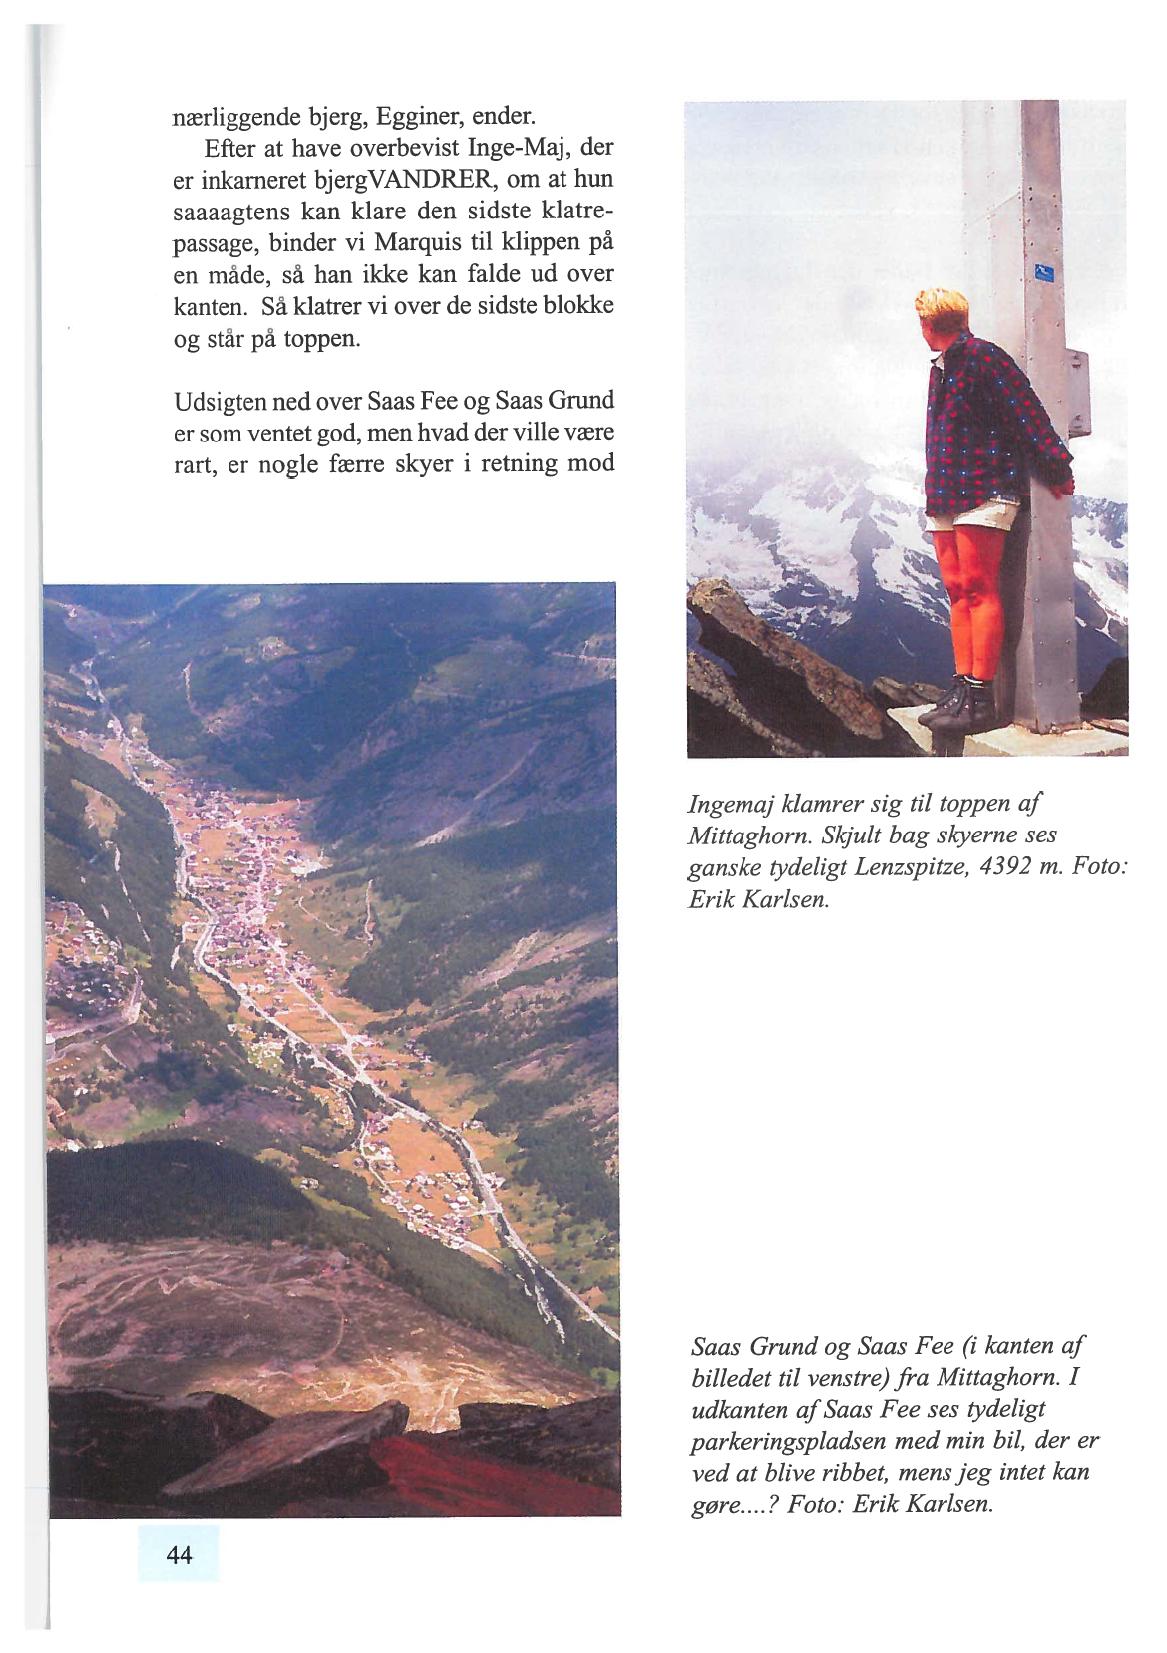 nærliggende bjerg, Egginer, ender.
Efter at have overbevist Inge-Maj, der
er inkarneret bjergVANDRER, om at hun
saaaagtens kan klare den sidste klatre-
passage, binder vi Marquis til klippen på
en måde, så han ikke kan falde ud over
kanten. Så klatrer vi over de sidste blokke
og står på toppen.
Udsigten ned over Saas Fee og Saas Grund
er som ventet god, men hvad der ville være
rart, er nogle færre skyer i retning mod
Ingemaj klamrer sig til toppen af
Mittaghorn. Skjult bag skyerne ses
ganske tydeligt Lenzspitze, 4392 m. Foto:
Erik Karlsen.
Saas Grund og Saas Fee (i kanten af
billedet til venstre) fra Mittaghorn. I
udkanten af Saas Fee ses tydeligt
parkeringspladsen med min bil, der er
ved at blive ribbet, mens jeg intet kan
gøre....? Foto: Erik Karlsen.
44